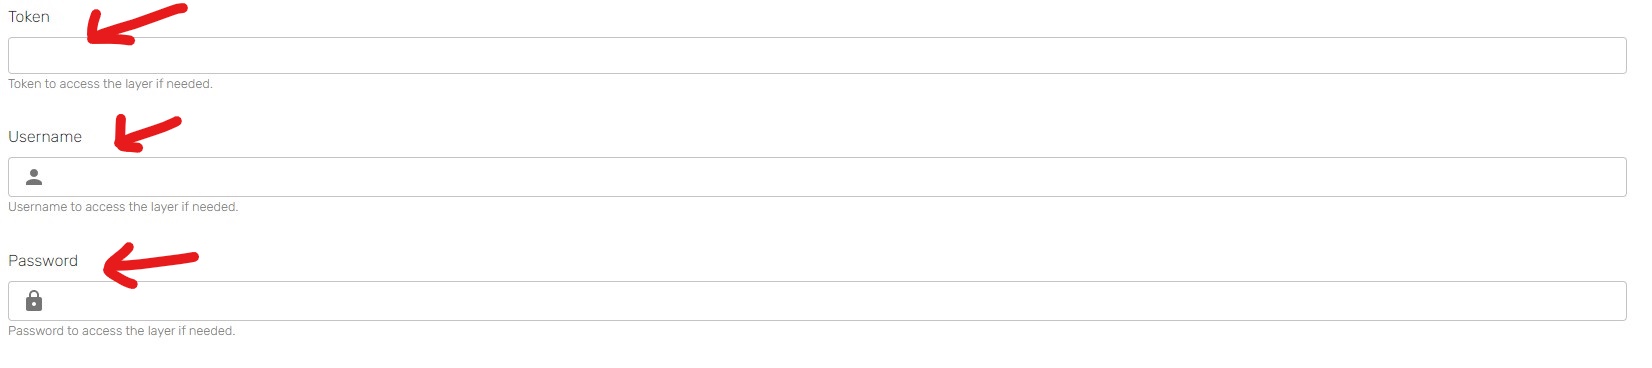 Token
Token to access the layer if needed.
Username
Username to access the layer if needed.
Password
Password to access the layer if needed.